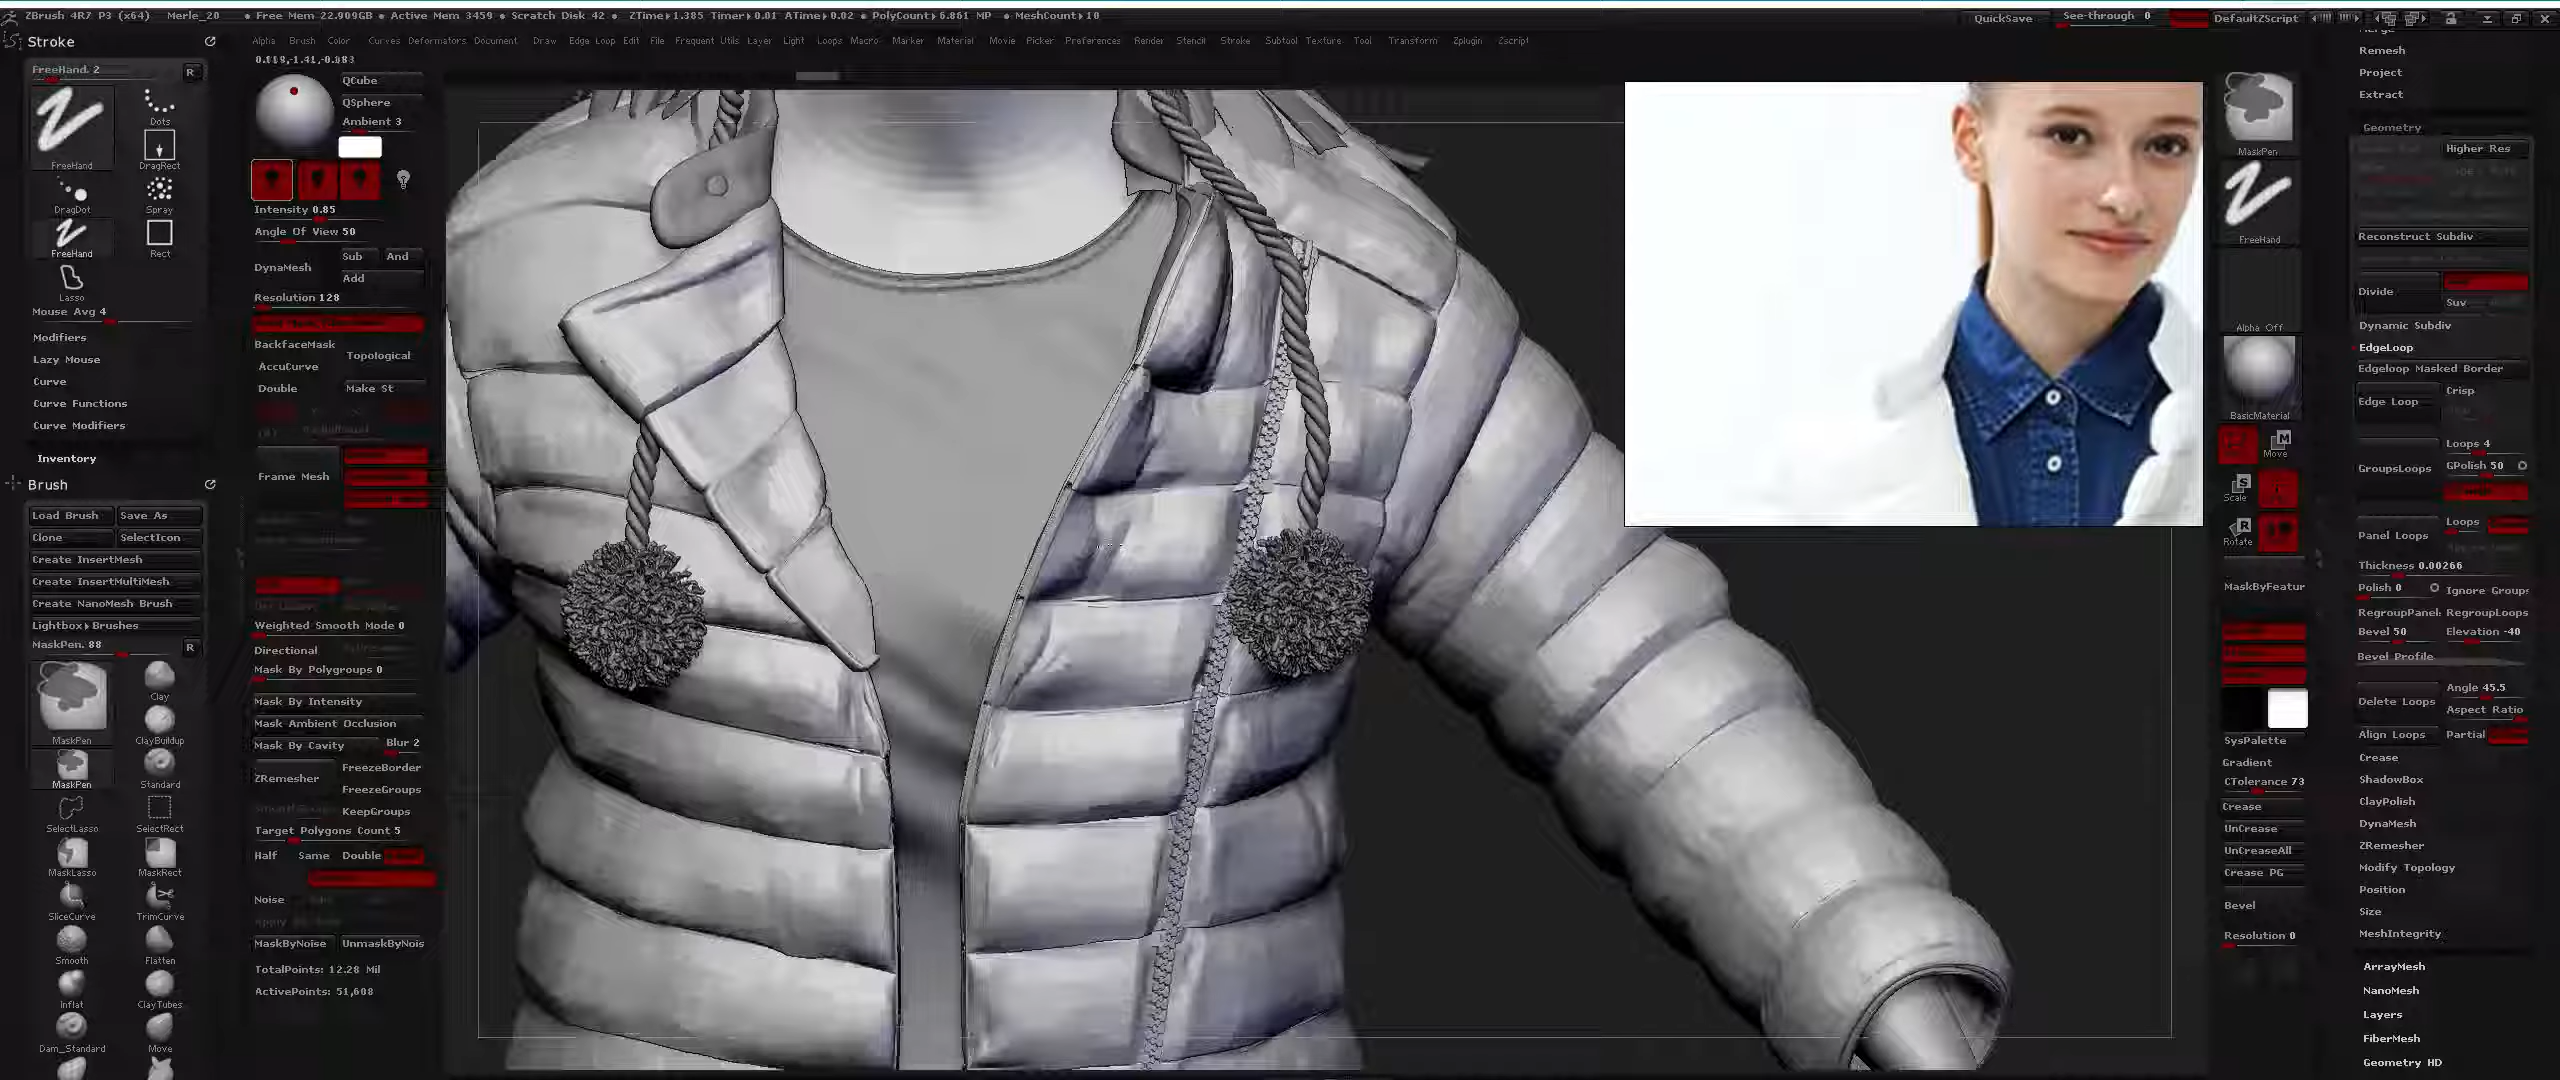 ZBrush 4R7 P3 (x64) Merle_20 • Free Mem 22.909GB • Active Mem 3459 • Scratch Disk 42 • ZTime▸1.385 Timer▸0.01 ATime▸0.02 • PolyCount▸6.861 MP • MeshCount▸10
QuickSave See-through 0 DefaultZScript
Stroke
Alpha Brush Color Curves Deformators Document Draw Edge Loop Edit File Frequent Utils Layer Light Loops Macro Marker Material Movie Picker Preferences Render Stencil Stroke Subtool Texture Tool Transform Zplugin Zscript
FreeHand. 2
R
FreeHand
Dots
DragRect
DragDot
Spray
FreeHand
Rect
Lasso
Mouse Avg 4
Modifiers
Lazy Mouse
Curve
Curve Functions
Curve Modifiers
Inventory
Brush
Load Brush Save As
Clone SelectIcon
Create InsertMesh
Create InsertMultiMesh
Create NanoMesh Brush
Lightbox▸Brushes
MaskPen. 88
R
MaskPen
Clay
ClayBuildup
MaskPen
Standard
SelectLasso
SelectRect
MaskLasso
MaskRect
SliceCurve
TrimCurve
Smooth
Flatten
Inflat
ClayTubes
Dam_Standard
Move
QCube
QSphere
Ambient 3
Intensity 0.85
Angle Of View 50
DynaMesh
Sub And
Add
Resolution 128
BackfaceMask
Topological
AccuCurve
Double
Make St
Frame Mesh
Weighted Smooth Mode 0
Directional
Mask By Polygroups 0
Mask By Intensity
Mask Ambient Occlusion
Mask By Cavity Blur 2
ZRemesher
FreezeBorder
FreezeGroups
KeepGroups
Target Polygons Count 5
Half Same Double
Noise
MaskByNoise UnmaskByNois
TotalPoints: 12.28 Mil
ActivePoints: 51,608
MaskPen
FreeHand
Alpha Off
BasicMaterial
Move
Scale
Rotate
MaskByFeatur
SysPalette
Gradient
CTolerance 73
Crease
UnCrease
UnCreaseAll
Crease PG
Bevel
Resolution 0
Remesh
Project
Extract
Geometry
Higher Res
Reconstruct Subdiv
Divide
Suv
Dynamic Subdiv
EdgeLoop
Edgeloop Masked Border
Crisp
Edge Loop
Loops 4
GroupsLoops
GPolish 50
Loops
Panel Loops
Thickness 0.00266
Polish 0 Ignore Groups
RegroupPanel RegroupLoops
Bevel 50 Elevation -40
Bevel Profile
Angle 45.5
Delete Loops
Aspect Ratio
Align Loops Partial
Crease
ShadowBox
ClayPolish
DynaMesh
ZRemesher
Modify Topology
Position
Size
MeshIntegrity
ArrayMesh
NanoMesh
Layers
FiberMesh
Geometry HD